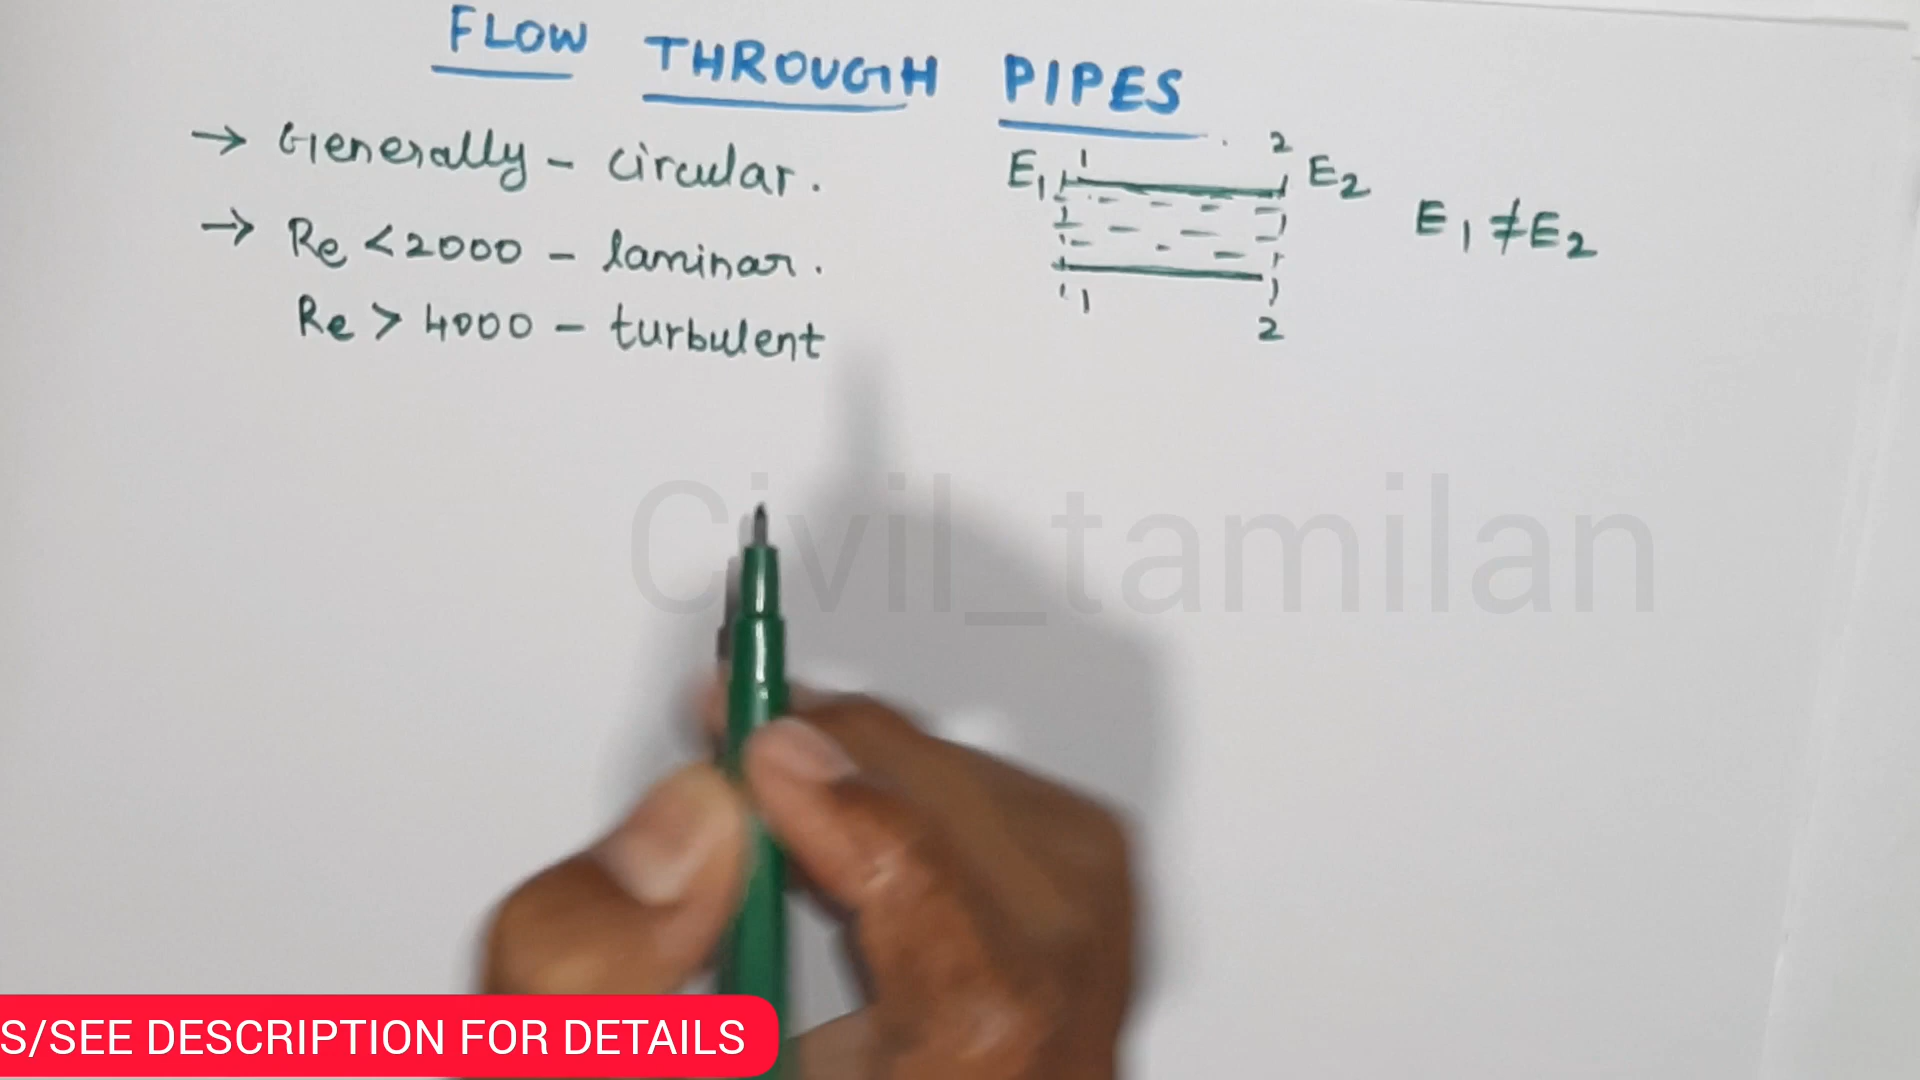 FLOW THROUGH PIPES
→ Generally - circular.
→ Re < 2000 - laminar.
Re > 4000 - turbulent
1 2
E1 E2
E1 ≠ E2
1 2
Civil_tamilan
S/SEE DESCRIPTION FOR DETAILS